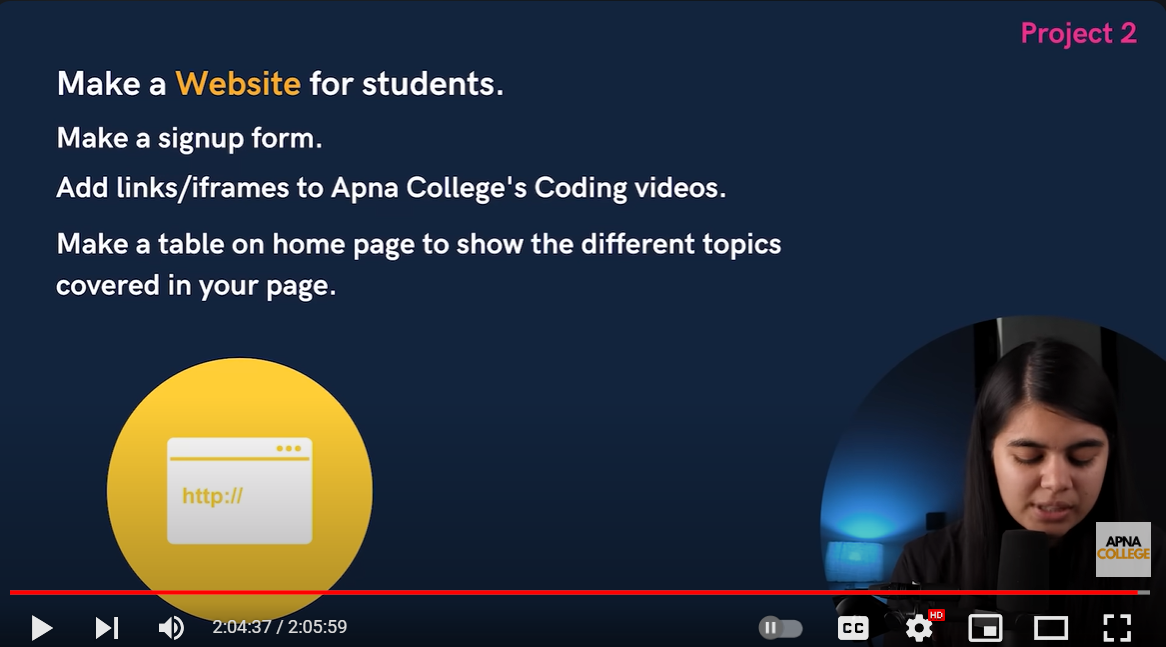 Project 2
Make a Website for students.
Make a signup form.
Add links/iframes to Apna College's Coding videos.
Make a table on home page to show the different topics
covered in your page.
http://
APNA
COLLEGE
2:04:37 / 2:05:59
CC
HD